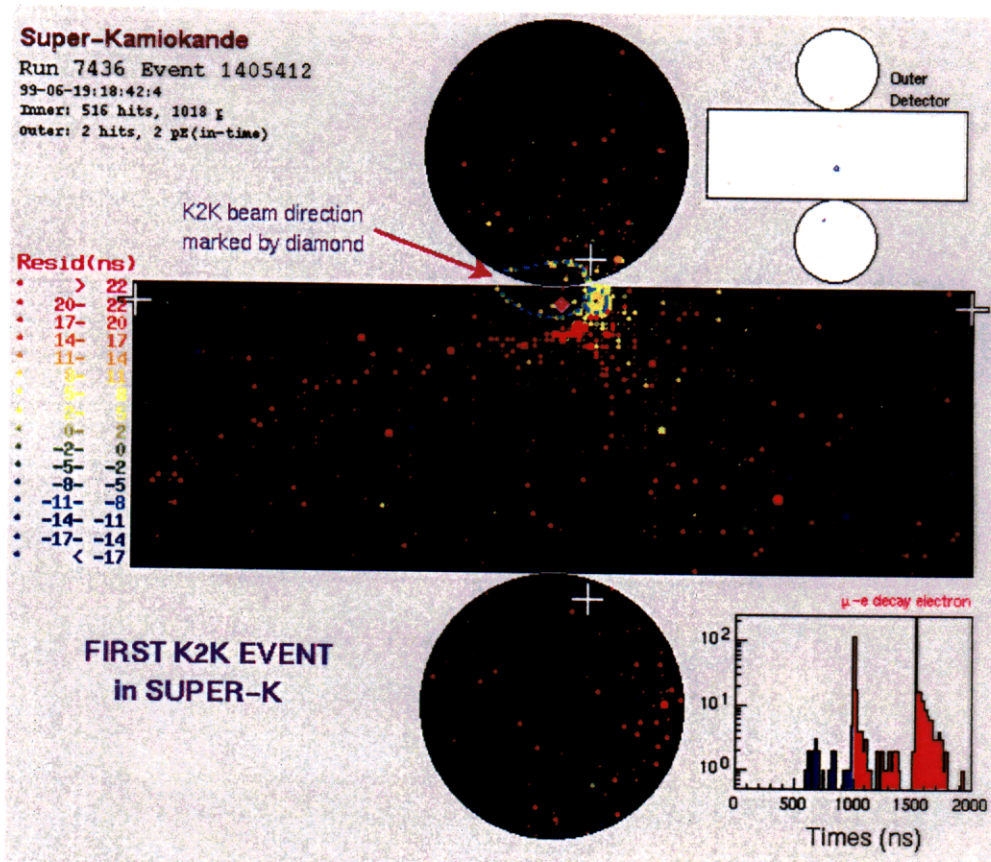 Super-Kamiokande
Run 7436 Event 1405412
99-06-19:18:42:4
Inner: 516 hits, 1018
Outer: 2 hits, 2 pE(in-time)
Outer
Detector
K2K beam direction
marked by diamond
Resid(ns)
> 22
20- 22
17- 20
14- 17
11- 14
0- 2
-2- 0
-5- -2
-8- -5
-11- -8
-14- -11
-17- -14
< -17
FIRST K2K EVENT
in SUPER-K
μ-e decay electron
10²
10¹
10⁰
0 500 1000 1500 2000
Times (ns)